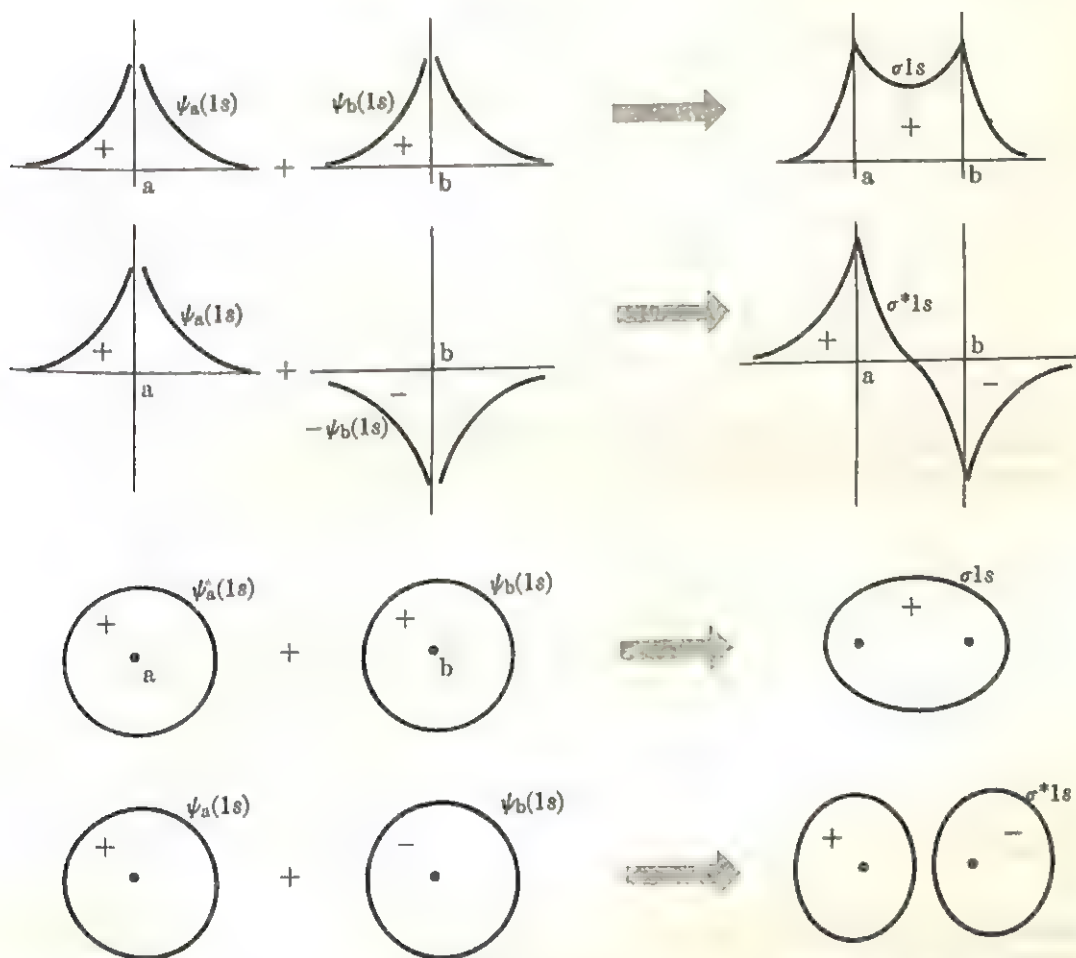 ψa(1s) ψb(1s) σ1s
+ + + +
a b a b
ψa(1s) σ*1s
+ b + b
a + − a −
−ψb(1s)
ψa(1s) ψb(1s) σ1s
+ + +
+
a b
ψa(1s) ψb(1s) σ*1s
+ − + −
+